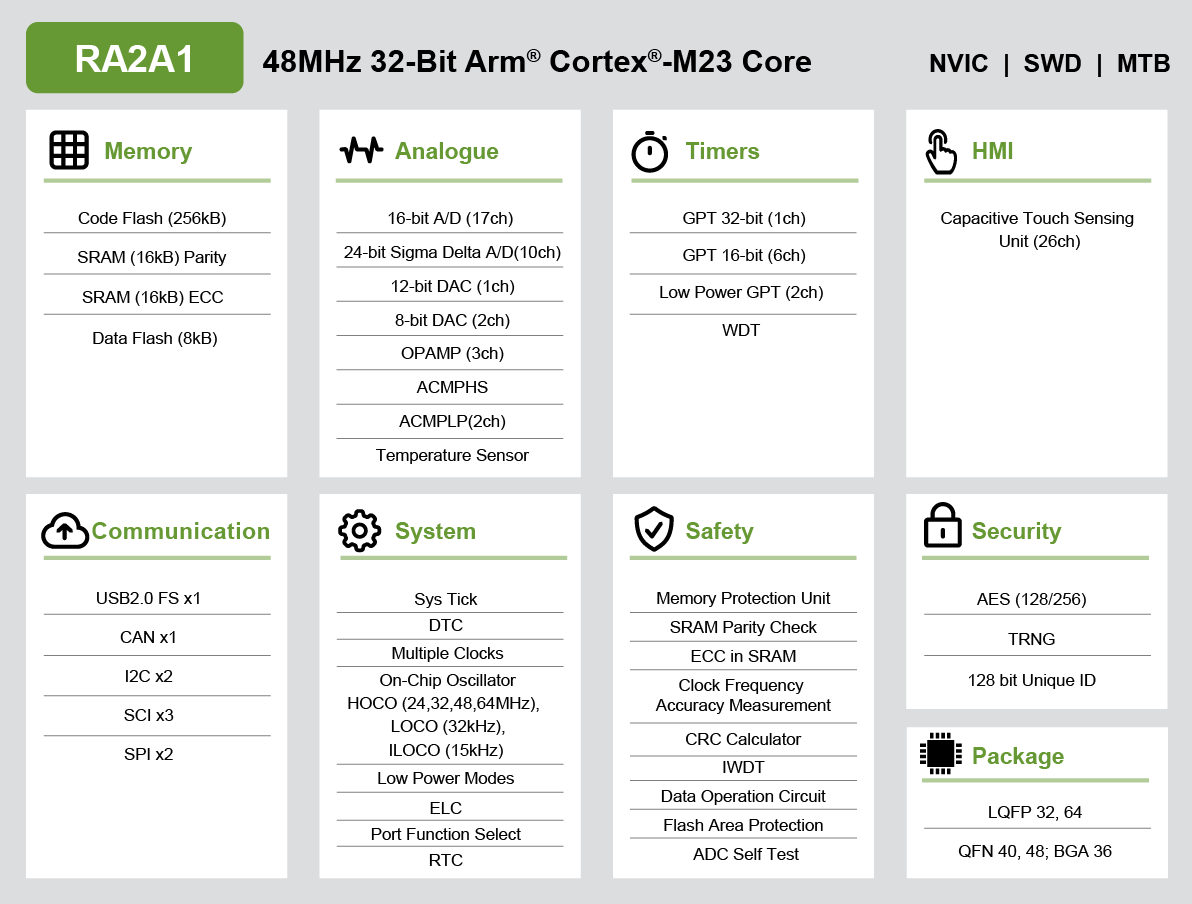 RA2A1
48MHz 32-Bit Arm® Cortex®-M23 Core
NVIC | SWD | MTB
Memory
Code Flash (256kB)
SRAM (16kB) Parity
SRAM (16kB) ECC
Data Flash (8kB)
Analogue
16-bit A/D (17ch)
24-bit Sigma Delta A/D(10ch)
12-bit DAC (1ch)
8-bit DAC (2ch)
OPAMP (3ch)
ACMPHS
ACMPLP(2ch)
Temperature Sensor
Timers
GPT 32-bit (1ch)
GPT 16-bit (6ch)
Low Power GPT (2ch)
WDT
HMI
Capacitive Touch Sensing
Unit (26ch)
Communication
USB2.0 FS x1
CAN x1
I2C x2
SCI x3
SPI x2
System
Sys Tick
DTC
Multiple Clocks
On-Chip Oscillator
HOCO (24,32,48,64MHz),
LOCO (32kHz),
ILOCO (15kHz)
Low Power Modes
ELC
Port Function Select
RTC
Safety
Memory Protection Unit
SRAM Parity Check
ECC in SRAM
Clock Frequency
Accuracy Measurement
CRC Calculator
IWDT
Data Operation Circuit
Flash Area Protection
ADC Self Test
Security
AES (128/256)
TRNG
128 bit Unique ID
Package
LQFP 32, 64
QFN 40, 48; BGA 36